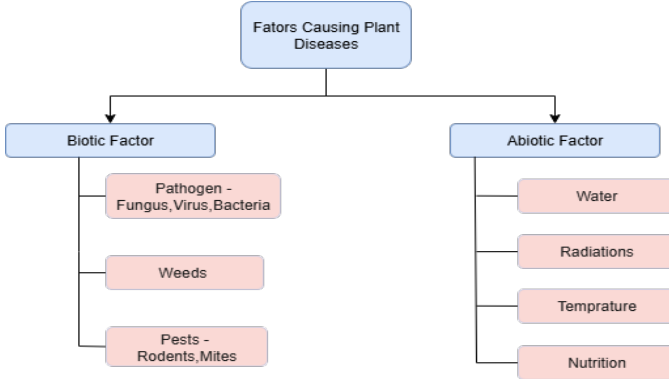 Fators Causing Plant
Diseases
Biotic Factor
Pathogen -
Fungus,Virus,Bacteria
Weeds
Pests -
Rodents,Mites
Abiotic Factor
Water
Radiations
Temprature
Nutrition